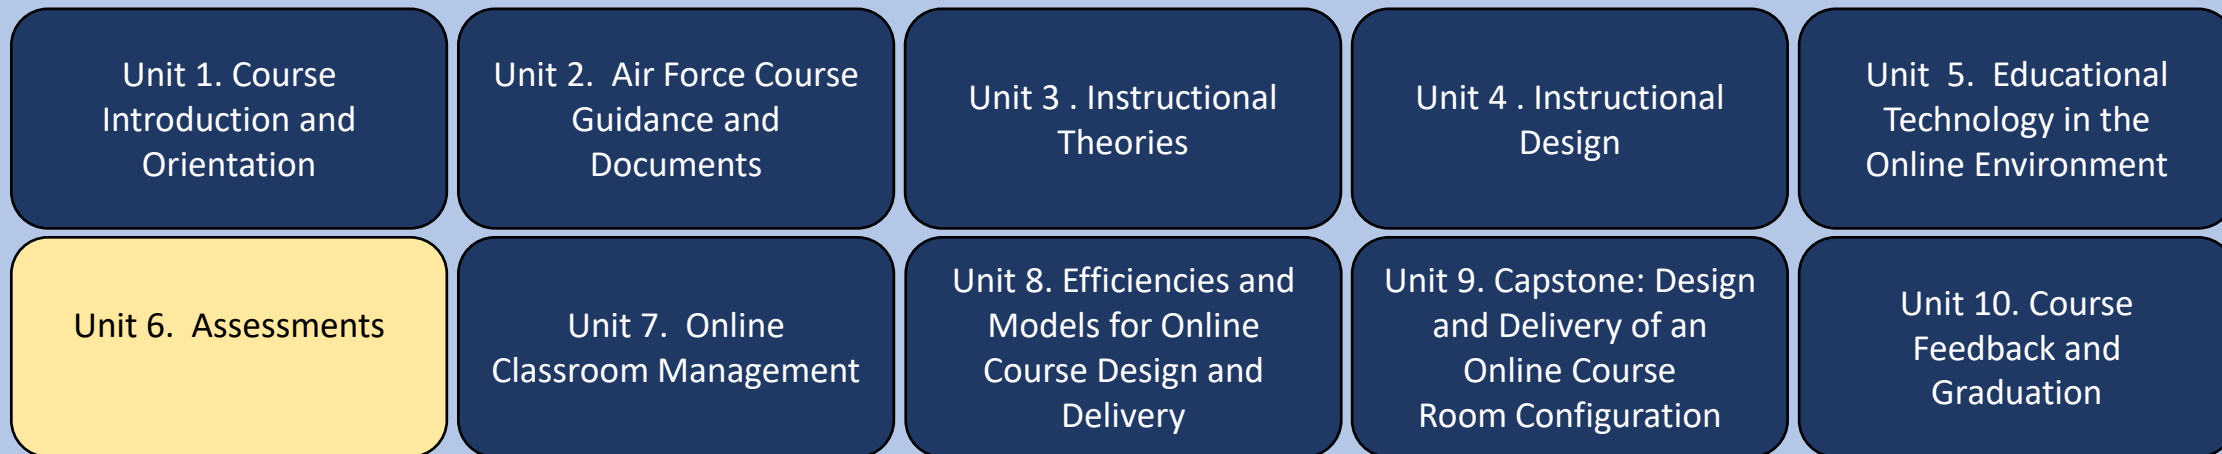 Unit 1. Course
Introduction and
Orientation
Unit 2.  Air Force Course
Guidance and
Documents
Unit 3 . Instructional
Theories
Unit 4 . Instructional
Design
Unit  5.  Educational
Technology in the
Online Environment
Unit 6.  Assessments
Unit 7.  Online
Classroom Management
Unit 8. Efficiencies and
Models for Online
Course Design and
Delivery
Unit 9. Capstone: Design
and Delivery of an
Online Course
Room Configuration
Unit 10. Course
Feedback and
Graduation